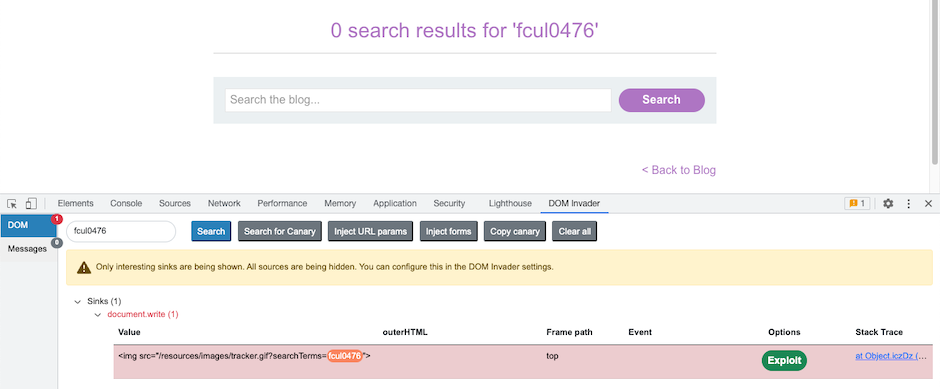 0 search results for 'fcul0476'
Search the blog...
Search
< Back to Blog
Elements Console Sources Network Performance Memory Application Security Lighthouse DOM Invader 1
DOM 1
fcul0476 Search Search for Canary Inject URL params Inject forms Copy canary Clear all
Messages 0
Only interesting sinks are being shown. All sources are being hidden. You can configure this in the DOM Invader settings.
Sinks (1)
document.write (1)
Value outerHTML Frame path Event Options Stack Trace
<img src="/resources/images/tracker.gif?searchTerms=fcul0476"> top Exploit at Object.iczDz (...